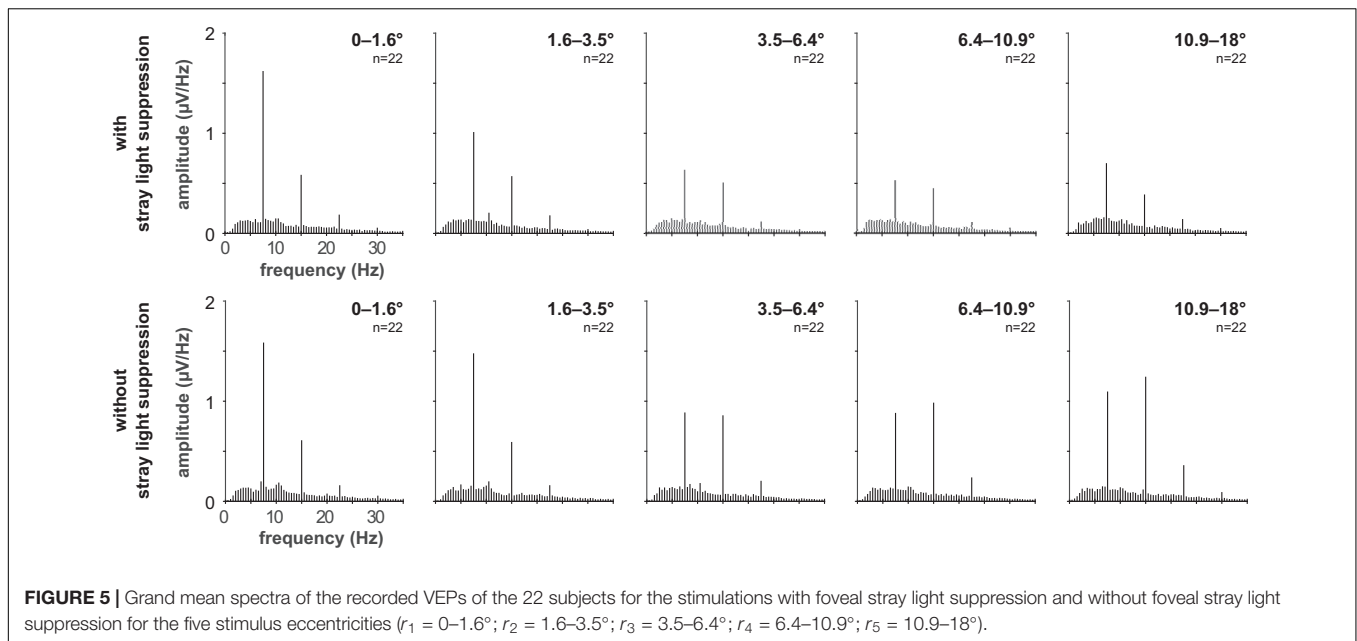 with
stray light suppression
amplitude (µV/Hz)
2
1
0
0–1.6°
n=22
1.6–3.5°
n=22
3.5–6.4°
n=22
6.4–10.9°
n=22
10.9–18°
n=22
0 10 20 30
frequency (Hz)
without
stray light suppression
amplitude (µV/Hz)
2
1
0
0–1.6°
n=22
1.6–3.5°
n=22
3.5–6.4°
n=22
6.4–10.9°
n=22
10.9–18°
n=22
0 10 20 30
frequency (Hz)
FIGURE 5 | Grand mean spectra of the recorded VEPs of the 22 subjects for the stimulations with foveal stray light suppression and without foveal stray light
suppression for the five stimulus eccentricities (r₁ = 0–1.6°; r₂ = 1.6–3.5°; r₃ = 3.5–6.4°; r₄ = 6.4–10.9°; r₅ = 10.9–18°).